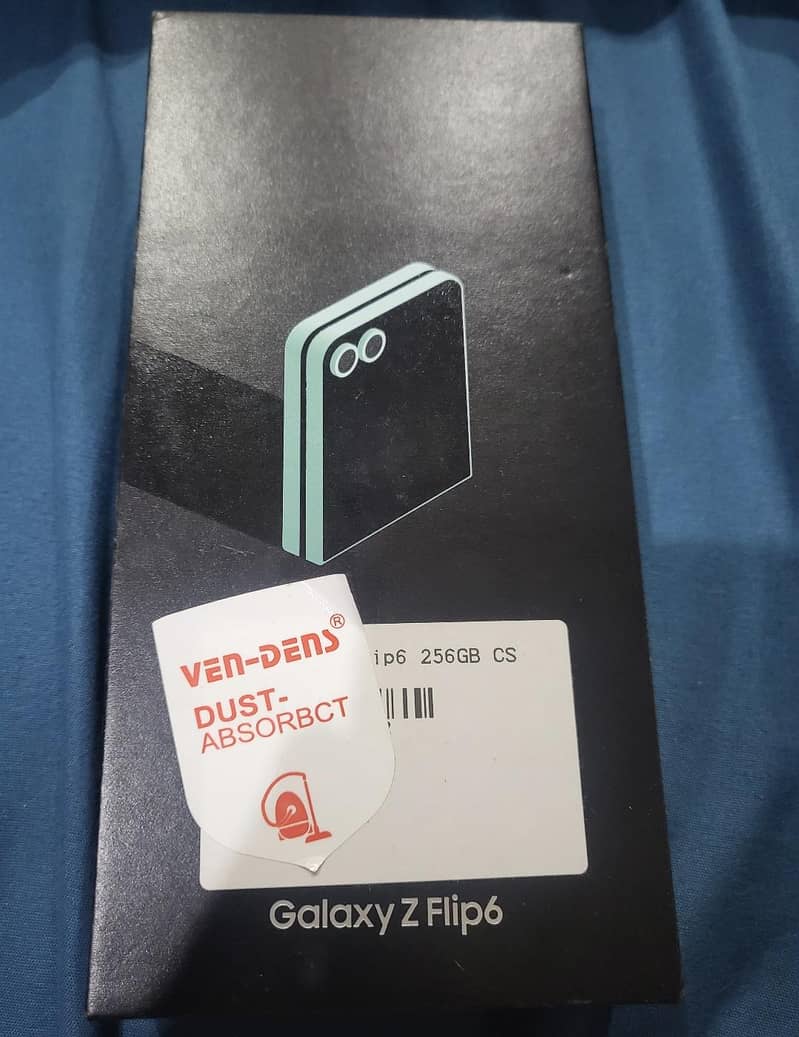 VEN-DENS®
DUST-
ABSORBCT
ip6 256GB CS
Galaxy Z Flip6